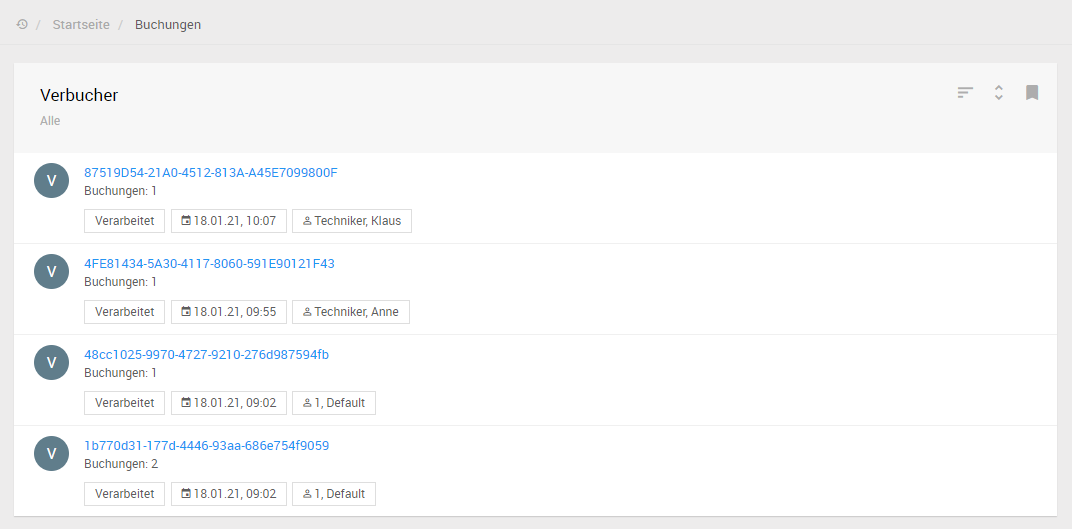 / Startseite / Buchungen
Verbucher
Alle
V
87519D54-21A0-4512-813A-A45E7099800F
Buchungen: 1
Verarbeitet 18.01.21, 10:07 Techniker, Klaus
V
4FE81434-5A30-4117-8060-591E90121F43
Buchungen: 1
Verarbeitet 18.01.21, 09:55 Techniker, Anne
V
48cc1025-9970-4727-9210-276d987594fb
Buchungen: 1
Verarbeitet 18.01.21, 09:02 1, Default
V
1b770d31-177d-4446-93aa-686e754f9059
Buchungen: 2
Verarbeitet 18.01.21, 09:02 1, Default